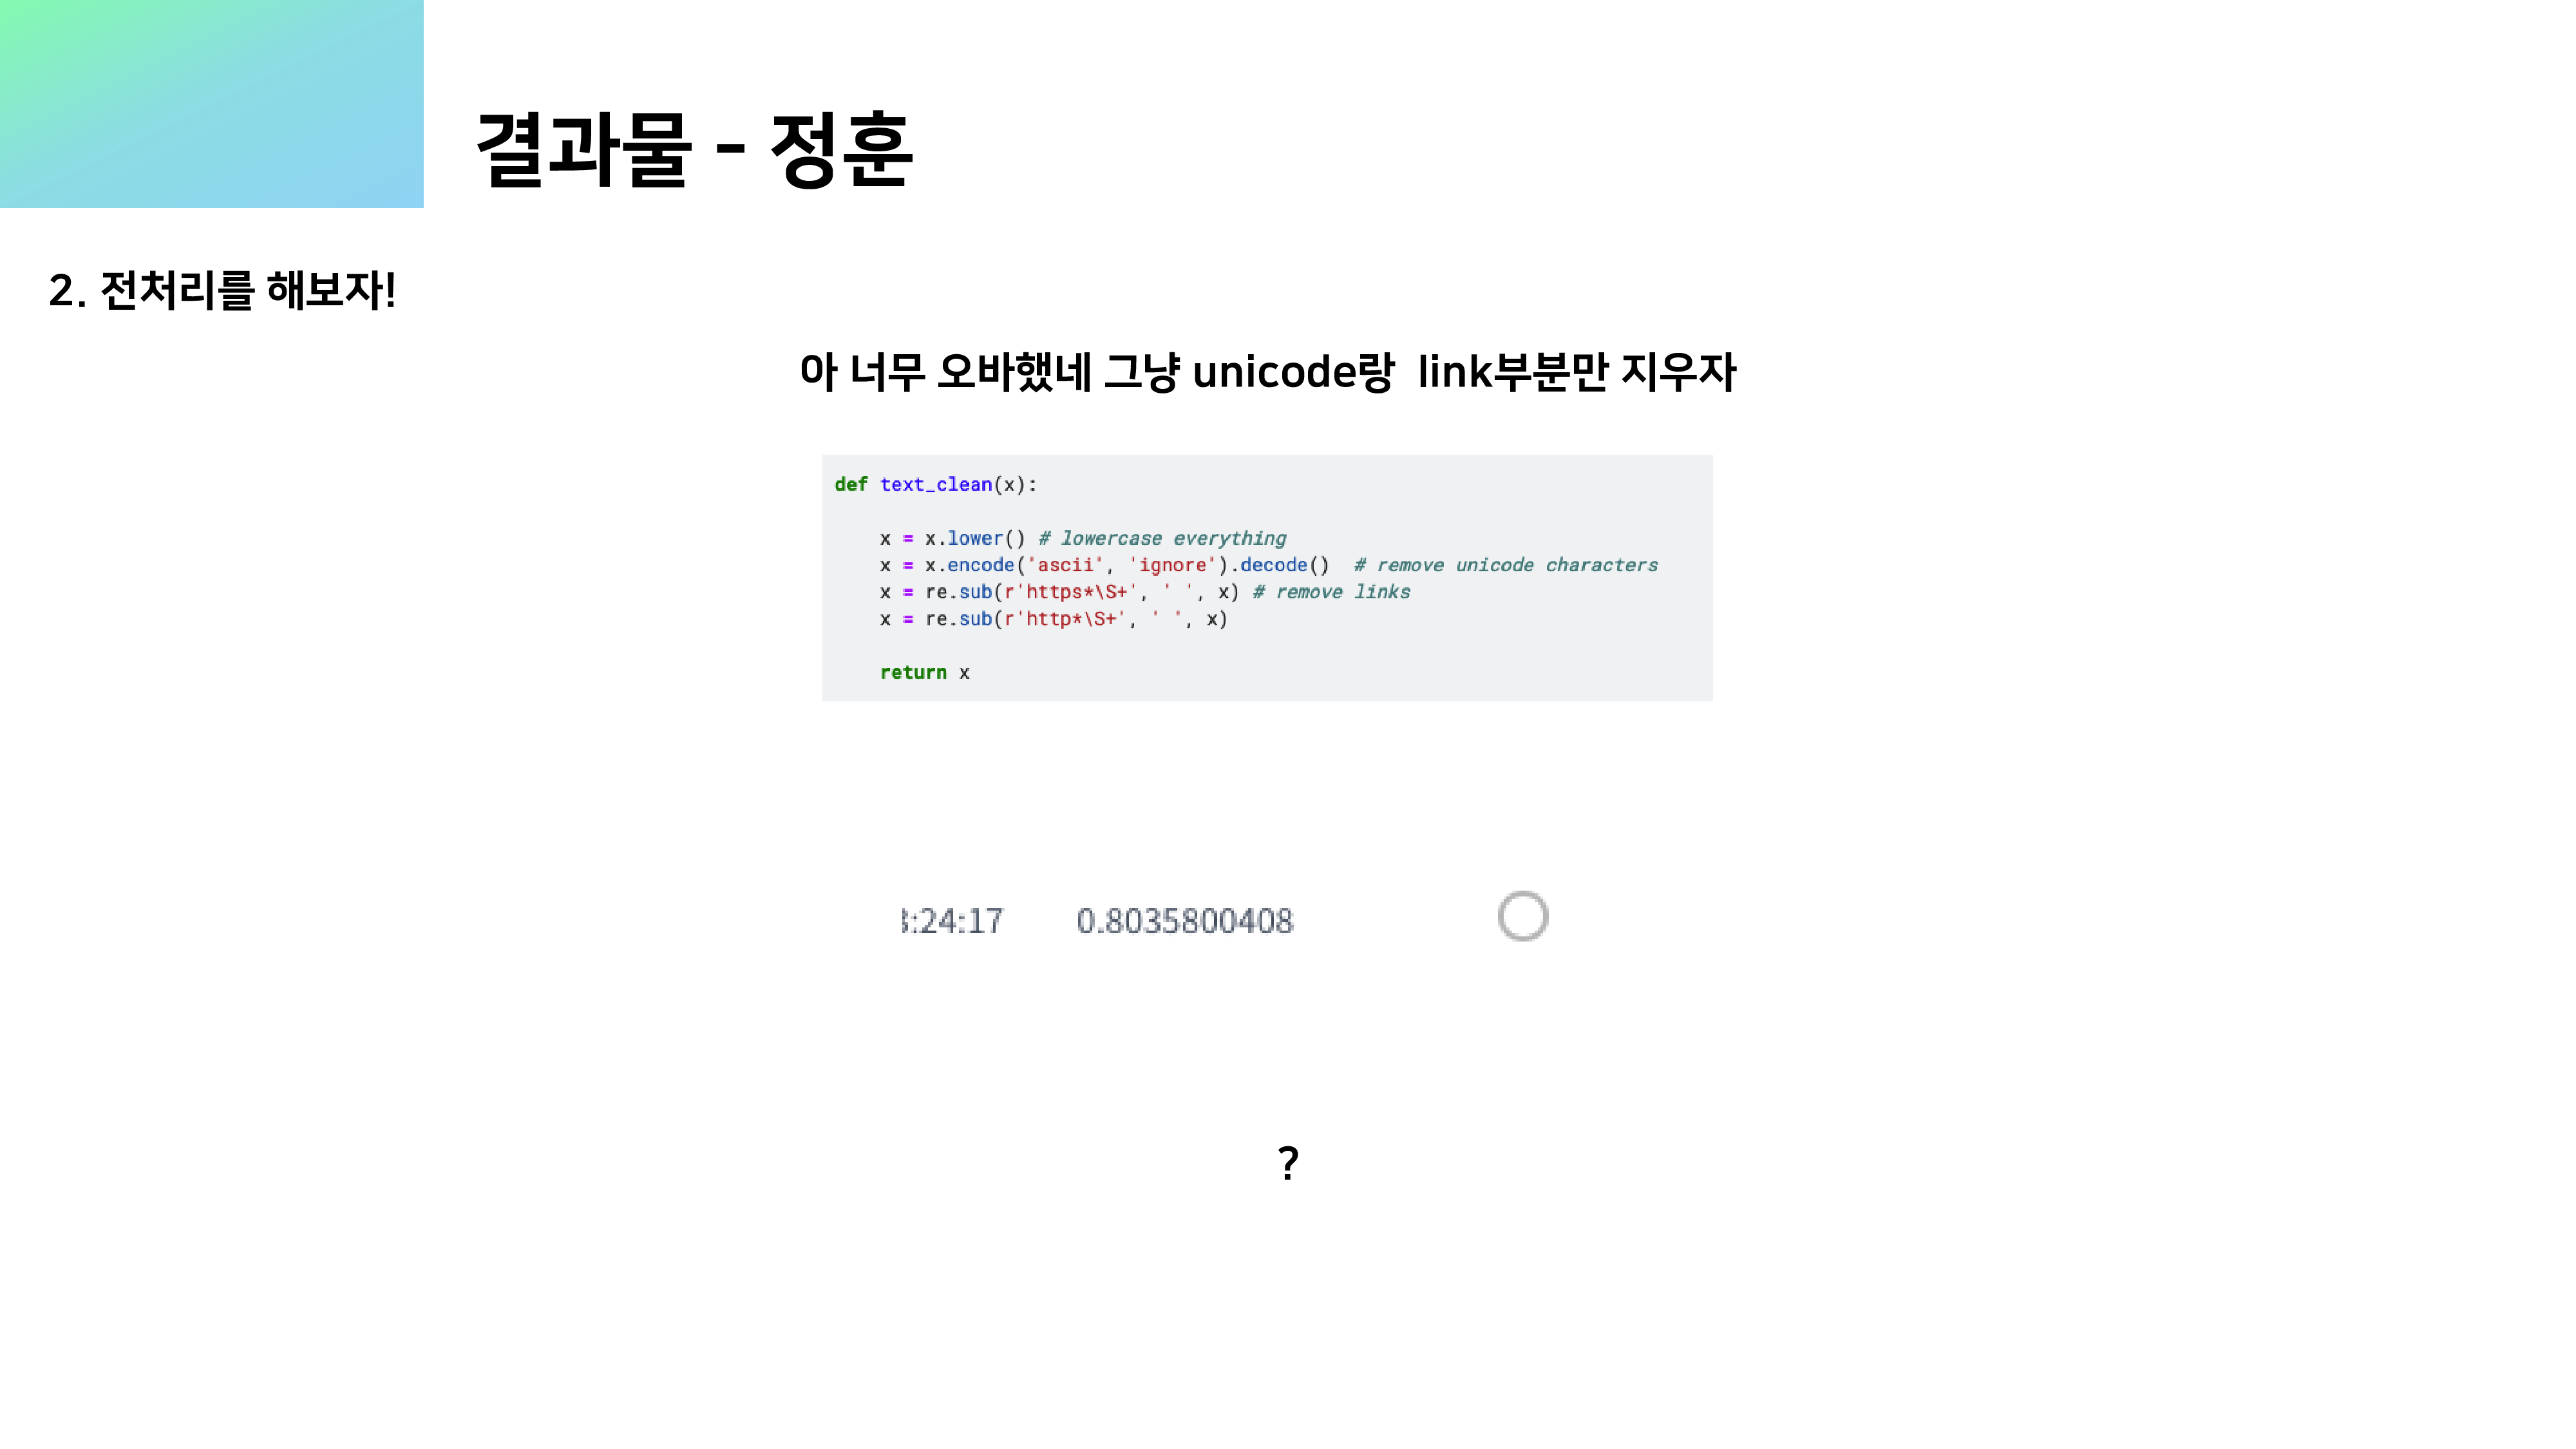 결과물 - 정훈
2. 전처리를 해보자!
아 너무 오바했네 그냥 unicode랑  link부분만 지우자
def text_clean(x):
    x = x.lower() # lowercase everything
    x = x.encode('ascii', 'ignore').decode()  # remove unicode characters
    x = re.sub(r'https*\S+', ' ', x) # remove links
    x = re.sub(r'http*\S+', ' ', x)
    return x
:24:17 0.8035800408
?